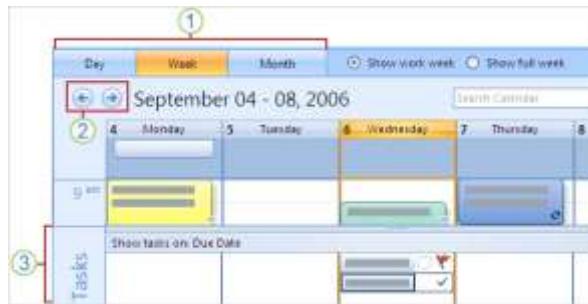 1
Day Week Month Show work week Show full week
2
September 04 - 08, 2006 Search Calendar
4 Monday 5 Tuesday 6 Wednesday 7 Thursday 8
9 am
3
Tasks
Show tasks on: Due Date